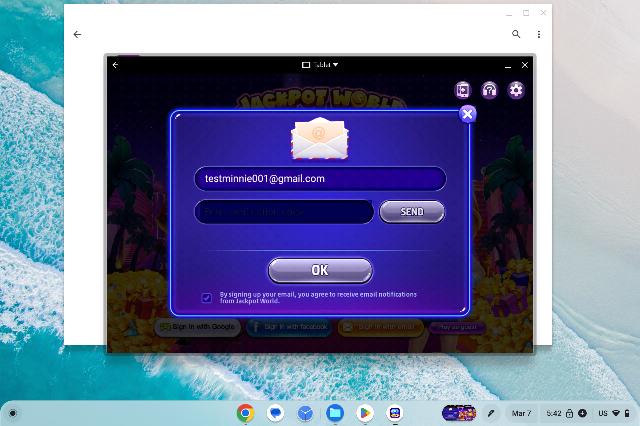 Tablet
JACKPOT WORLD
@
testminnie001@gmail.com
SEND
OK
By signing up your email, you agree to receive email notifications
from Jackpot World.
Sign in with Google
Sign in with facebook
Sign in with email
Play as guest
Mar 7
5:42
US